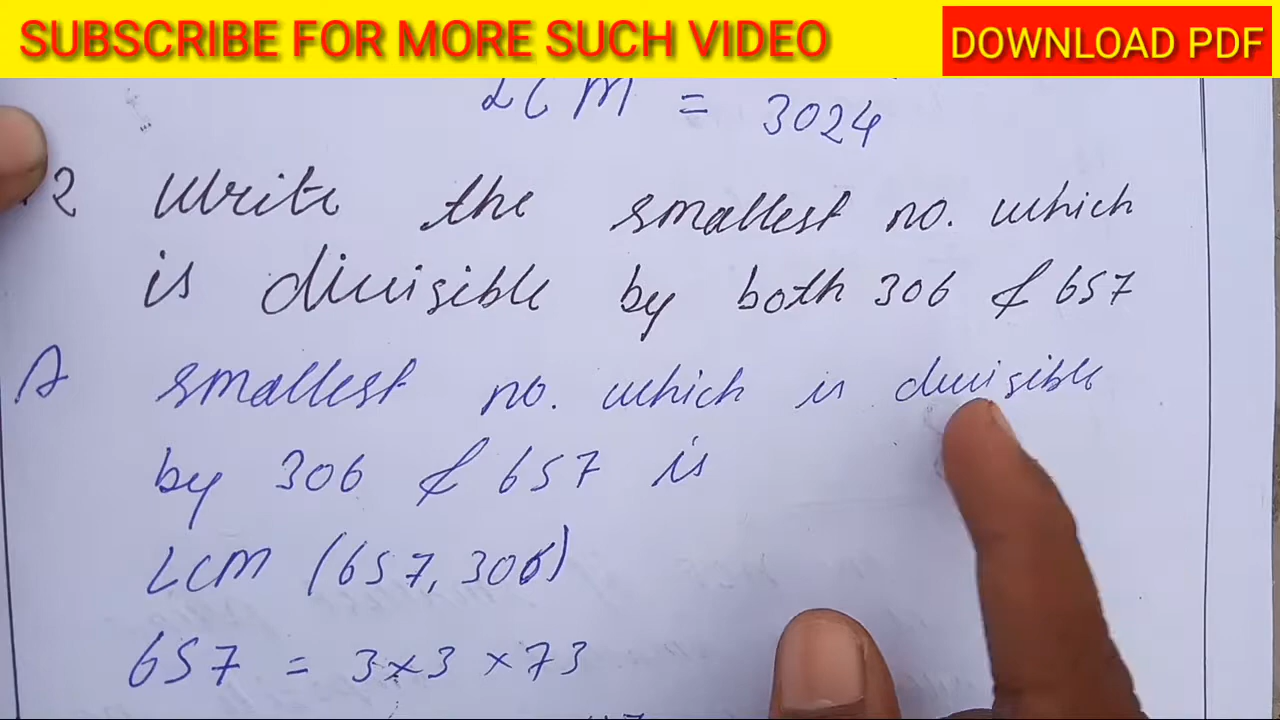 SUBSCRIBE FOR MORE SUCH VIDEO
DOWNLOAD PDF
LCM = 3024
2 Write the smallest no. which
is divisible by both 306 & 657
A smallest no. which is divisible
by 306 & 657 is
LCM (657, 306)
657 = 3×3×73